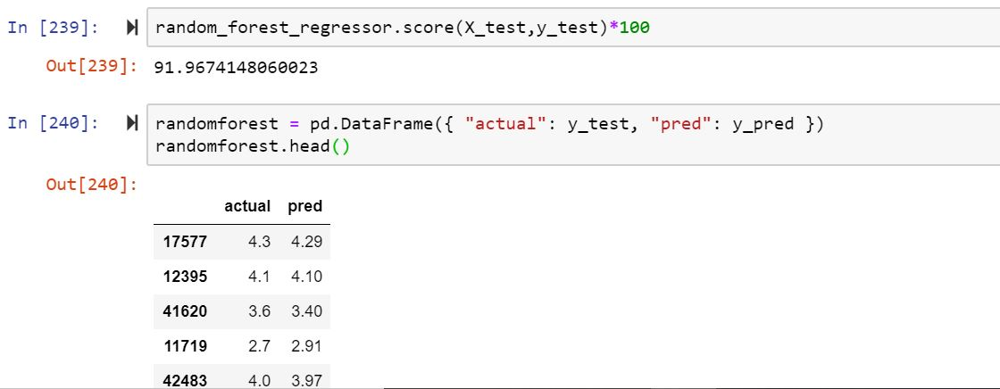 In [239]: random_forest_regressor.score(X_test,y_test)*100
Out[239]: 91.9674148060023
In [240]: randomforest = pd.DataFrame({ "actual": y_test, "pred": y_pred })
randomforest.head()
Out[240]:
actual pred
17577 4.3 4.29
12395 4.1 4.10
41620 3.6 3.40
11719 2.7 2.91
42483 4.0 3.97